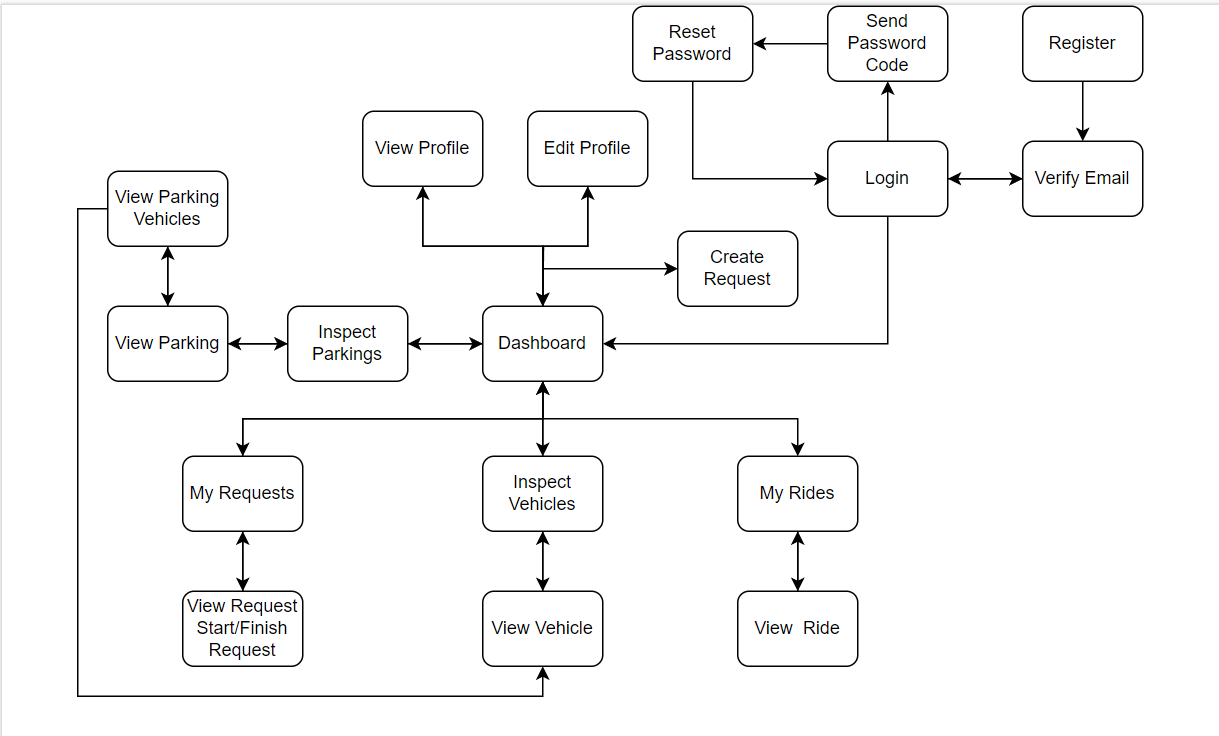 Reset
Password
Send
Password
Code
Register
View Profile
Edit Profile
Login
Verify Email
View Parking
Vehicles
Create
Request
View Parking
Inspect
Parkings
Dashboard
My Requests
Inspect
Vehicles
My Rides
View Request
Start/Finish
Request
View Vehicle
View  Ride